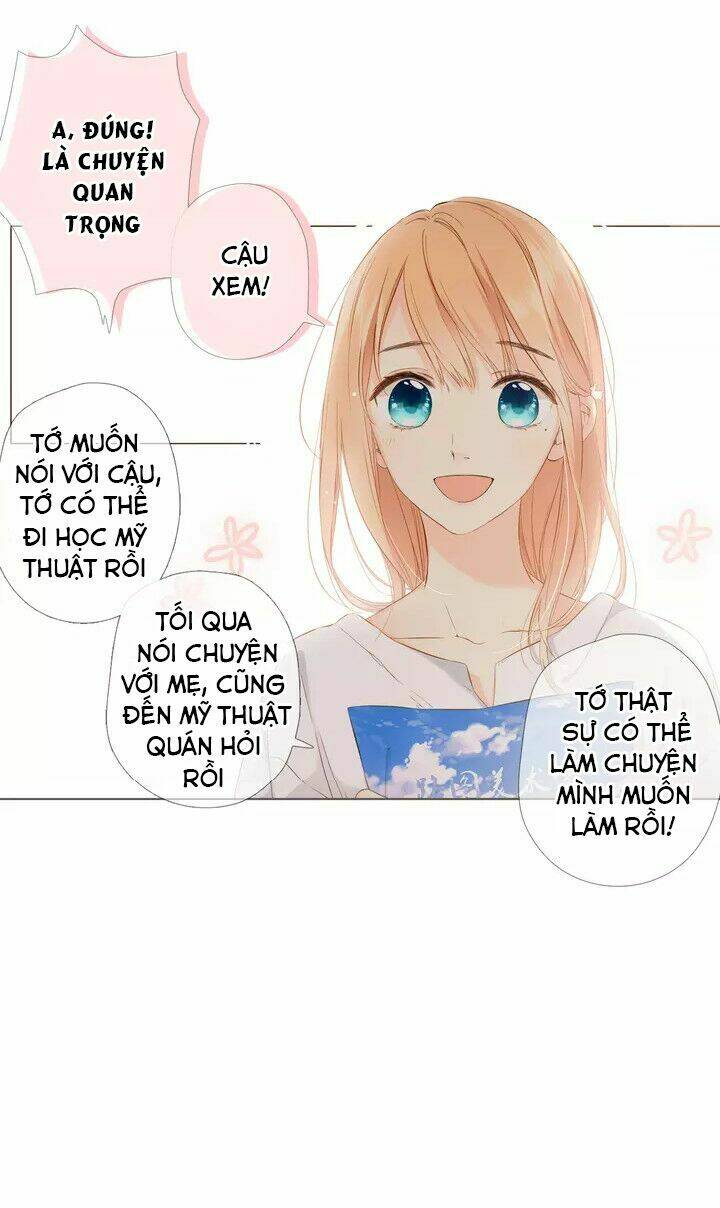 A, ĐÚNG!
LÀ CHUYỆN
QUAN
TRỌNG
CẬU
XEM!
TỚ MUỐN
NÓI VỚI CẬU,
TỚ CÓ THỂ
ĐI HỌC MỸ
THUẬT RỒI
TỐI QUA
NÓI CHUYỆN
VỚI MẸ, CŨNG
ĐẾN MỸ THUẬT
QUÁN HỎI
RỒI
TỚ THẬT
SỰ CÓ THỂ
LÀM CHUYỆN
MÌNH MUỐN
LÀM RỒI!
美术